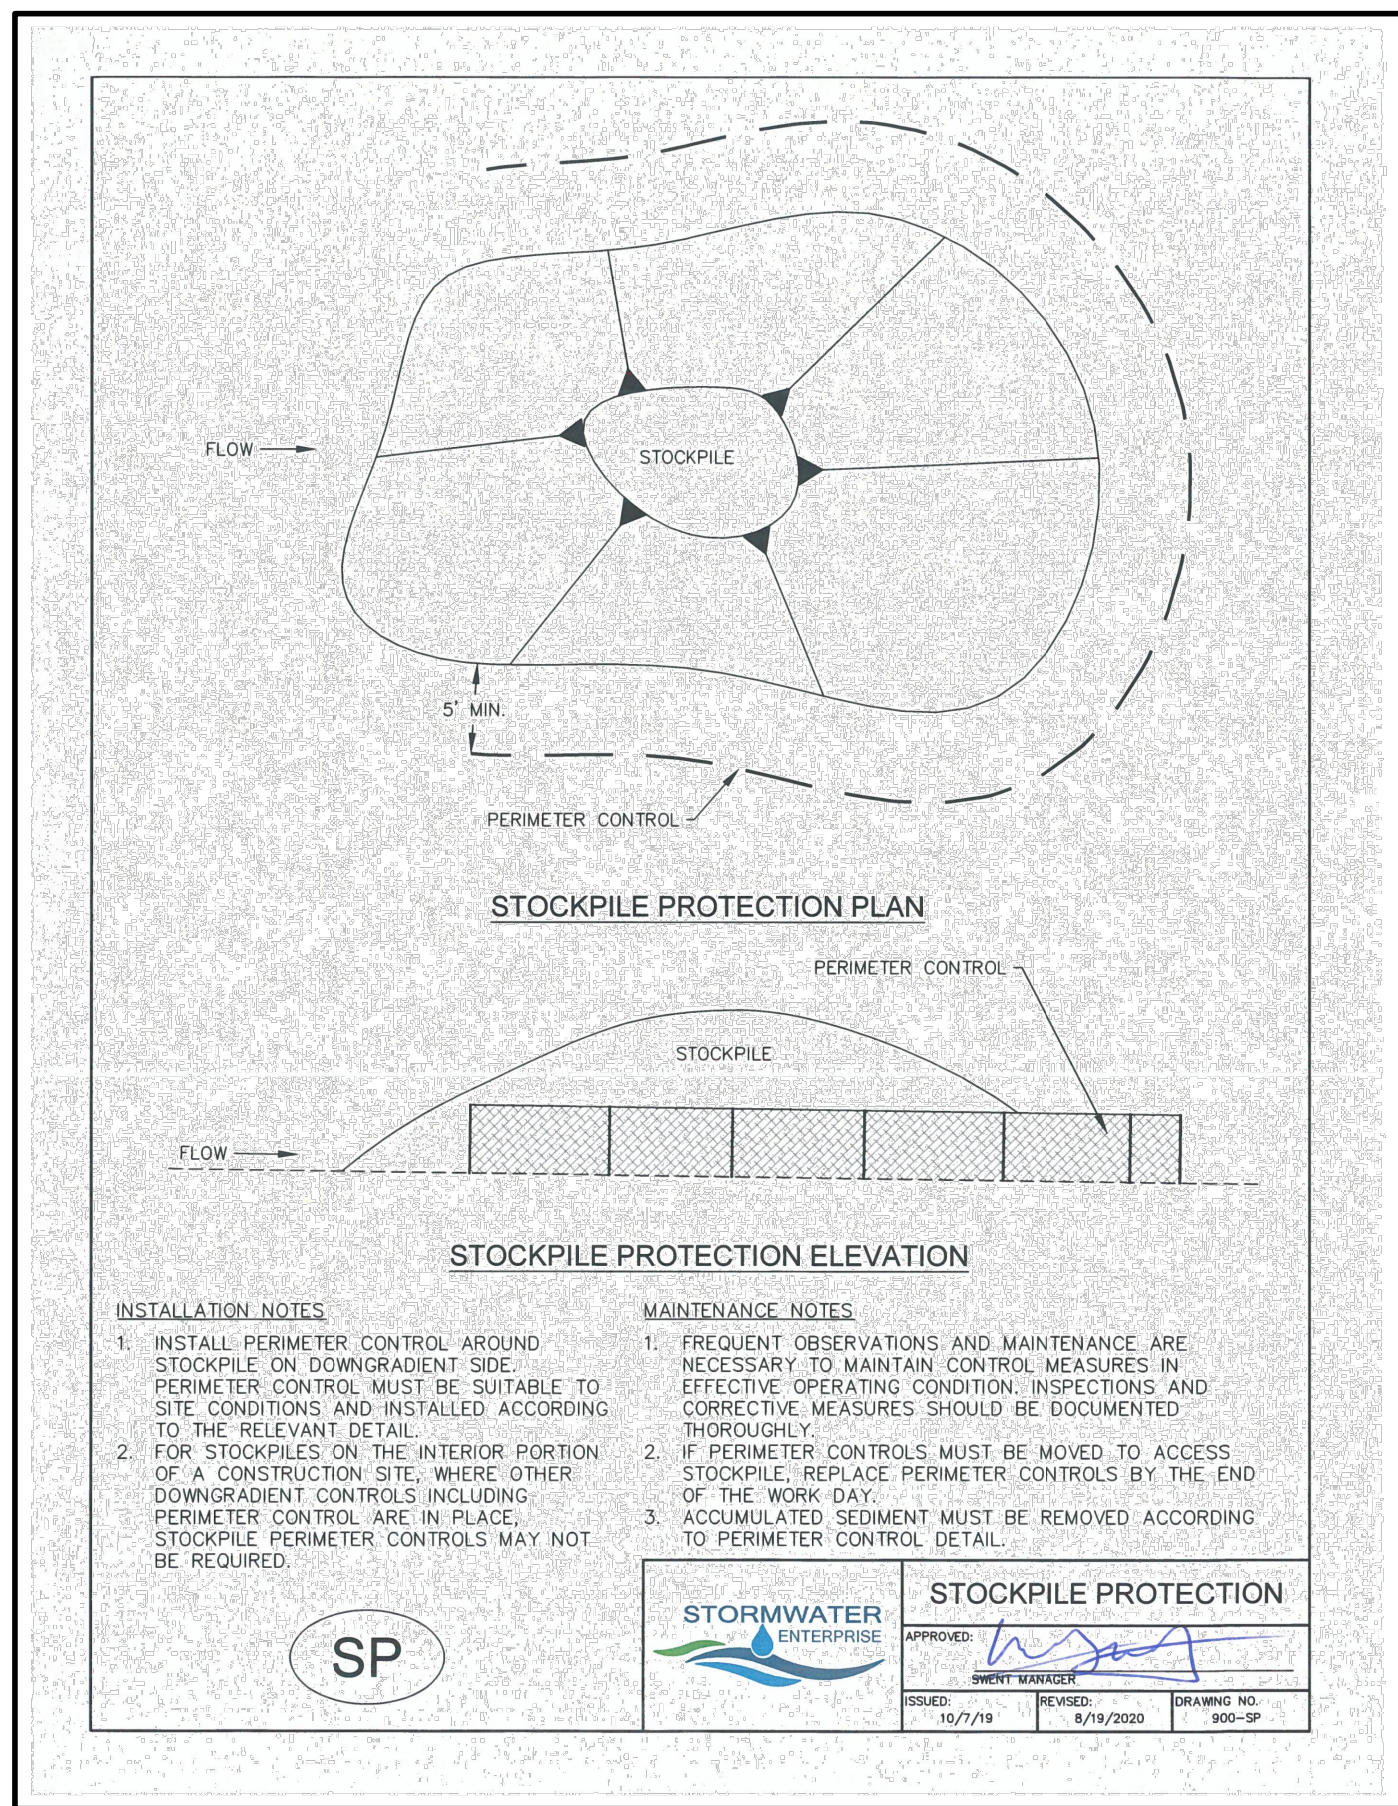 FLOW
STOCKPILE
5' MIN.
PERIMETER CONTROL
STOCKPILE PROTECTION PLAN
PERIMETER CONTROL
STOCKPILE
FLOW
STOCKPILE PROTECTION ELEVATION
INSTALLATION NOTES
1. INSTALL PERIMETER CONTROL AROUND
STOCKPILE ON DOWNGRADIENT SIDE.
PERIMETER CONTROL MUST BE SUITABLE TO
SITE CONDITIONS AND INSTALLED ACCORDING
TO THE RELEVANT DETAIL.
2. FOR STOCKPILES ON THE INTERIOR PORTION
OF A CONSTRUCTION SITE, WHERE OTHER
DOWNGRADIENT CONTROLS INCLUDING
PERIMETER CONTROL ARE IN PLACE,
STOCKPILE PERIMETER CONTROLS MAY NOT
BE REQUIRED.
MAINTENANCE NOTES
1. FREQUENT OBSERVATIONS AND MAINTENANCE ARE
NECESSARY TO MAINTAIN CONTROL MEASURES IN
EFFECTIVE OPERATING CONDITION. INSPECTIONS AND
CORRECTIVE MEASURES SHOULD BE DOCUMENTED
THOROUGHLY.
2. IF PERIMETER CONTROLS MUST BE MOVED TO ACCESS
STOCKPILE, REPLACE PERIMETER CONTROLS BY THE END
OF THE WORK DAY.
3. ACCUMULATED SEDIMENT MUST BE REMOVED ACCORDING
TO PERIMETER CONTROL DETAIL.
SP
STORMWATER
ENTERPRISE
STOCKPILE PROTECTION
APPROVED:
SWENT MANAGER
ISSUED:
10/7/19
REVISED:
8/19/2020
DRAWING NO.
900-SP